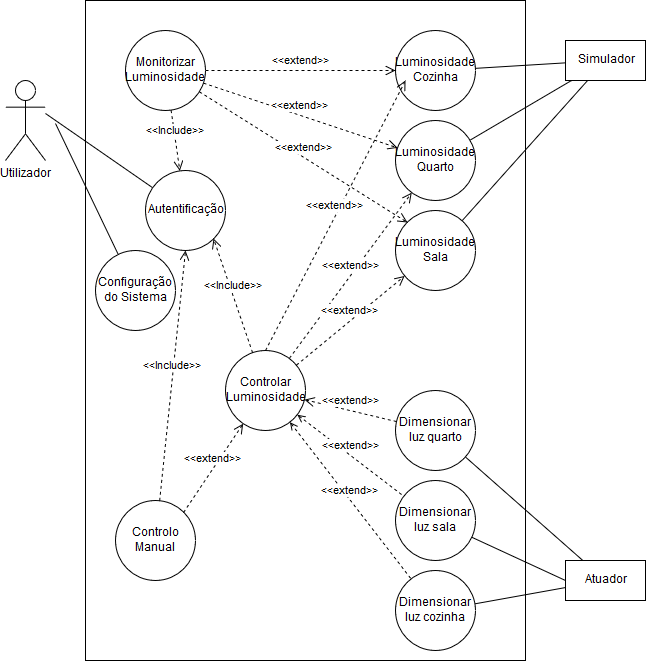 Monitorizar
Luminosidade
<<extend>>
Luminosidade
Cozinha
Simulador
<<extend>>
<<Include>>
<<extend>>
Luminosidade
Quarto
Utilizador
Autentificação
<<extend>>
Luminosidade
Sala
<<extend>>
Configuração
do Sistema
<<Include>>
<<extend>>
<<Include>>
Controlar
Luminosidade
<<extend>>
Dimensionar
luz quarto
<<extend>>
<<extend>>
<<extend>>
Dimensionar
luz sala
Controlo
Manual
Atuador
Dimensionar
luz cozinha